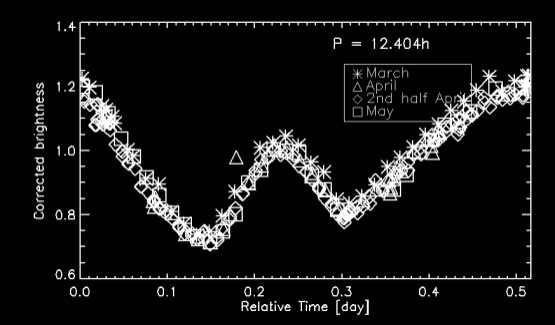 1.4
P = 12.404h
March
April
2nd half Apr
May
1.2
1.0
0.8
0.6
Corrected brightness
0.0 0.1 0.2 0.3 0.4 0.5
Relative Time [day]